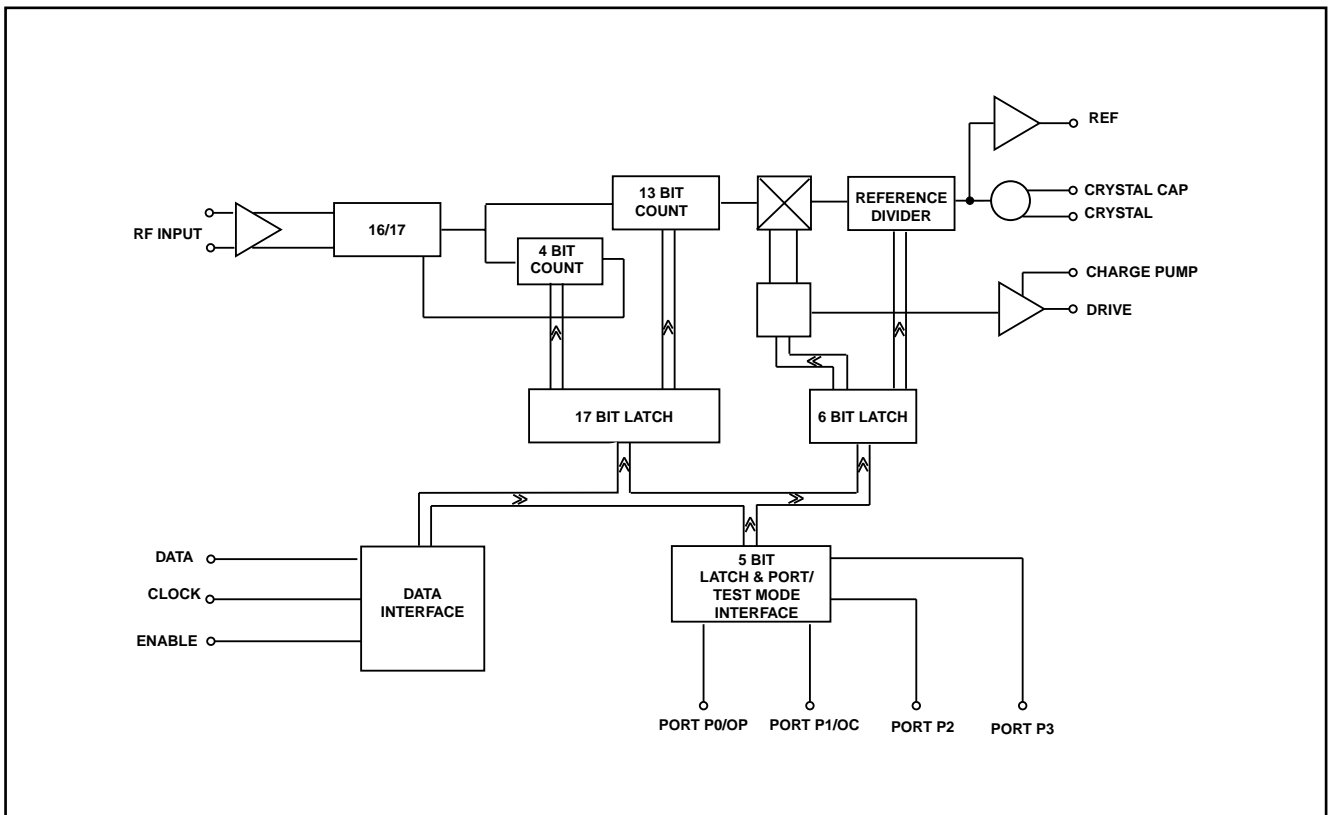 REF
CRYSTAL CAP
13 BIT
COUNT
REFERENCE
DIVIDER
CRYSTAL
RF INPUT
16/17
4 BIT
COUNT
CHARGE PUMP
DRIVE
17 BIT LATCH
6 BIT LATCH
DATA
CLOCK
ENABLE
DATA
INTERFACE
5 BIT
LATCH & PORT/
TEST MODE
INTERFACE
PORT P0/OP
PORT P1/OC
PORT P2
PORT P3